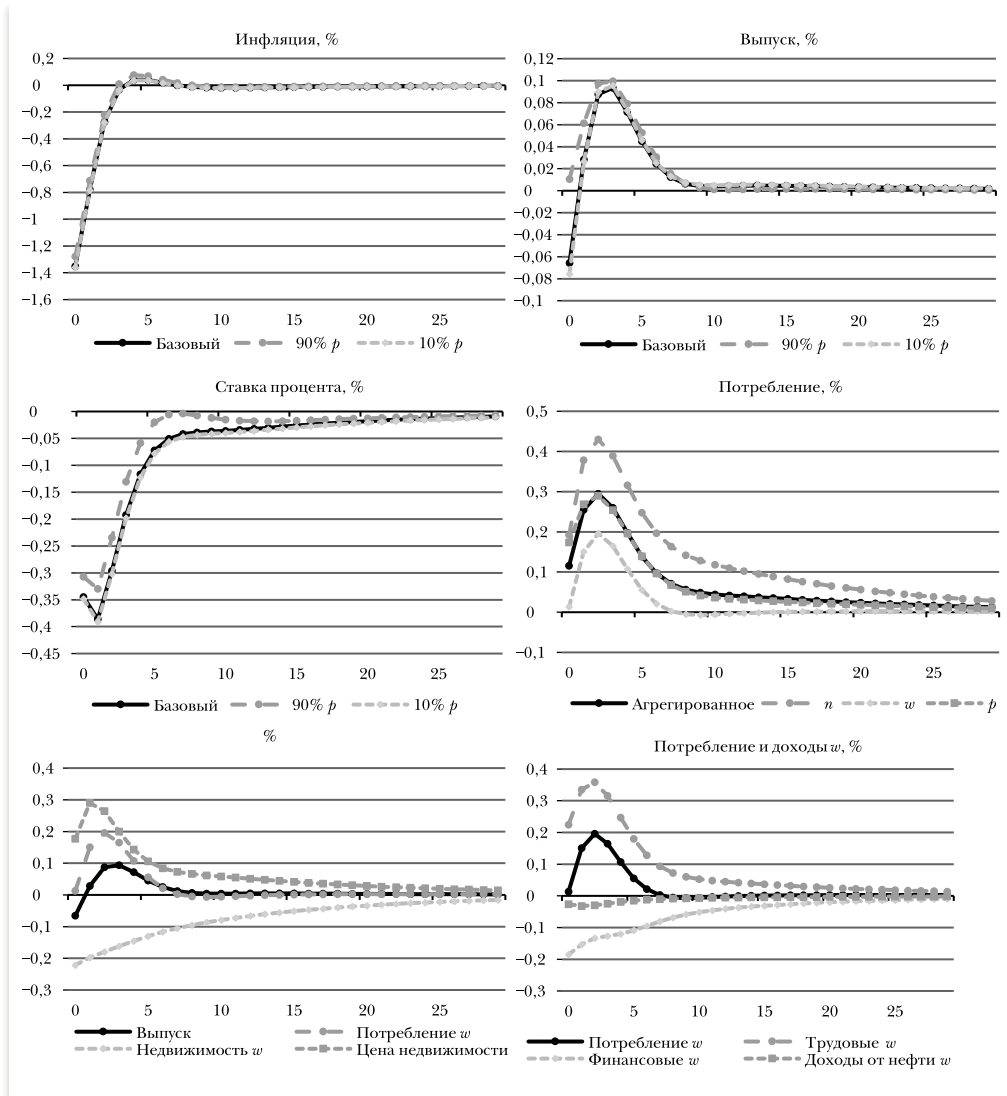 Инфляция, %
0,2
0
−0,2
−0,4
−0,6
−0,8
−1
−1,2
−1,4
−1,6
0 5 10 15 20 25
Базовый 90% p 10% p
Выпуск, %
0,12
0,1
0,08
0,06
0,04
0,02
0
−0,02
−0,04
−0,06
−0,08
−0,1
0 5 10 15 20 25
Базовый 90% p 10% p
Ставка процента, %
0
−0,05
−0,1
−0,15
−0,2
−0,25
−0,3
−0,35
−0,4
−0,45
0 5 10 15 20 25
Базовый 90% p 10% p
Потребление, %
0,5
0,4
0,3
0,2
0,1
0
−0,1
0 5 10 15 20 25
Агрегированное n w p
%
0,4
0,3
0,2
0,1
0
−0,1
−0,2
−0,3
0 5 10 15 20 25
Выпуск Потребление w
Недвижимость w Цена недвижимости
Потребление и доходы w, %
0,4
0,3
0,2
0,1
0
−0,1
−0,2
−0,3
0 5 10 15 20 25
Потребление w Трудовые w
Финансовые w Доходы от нефти w